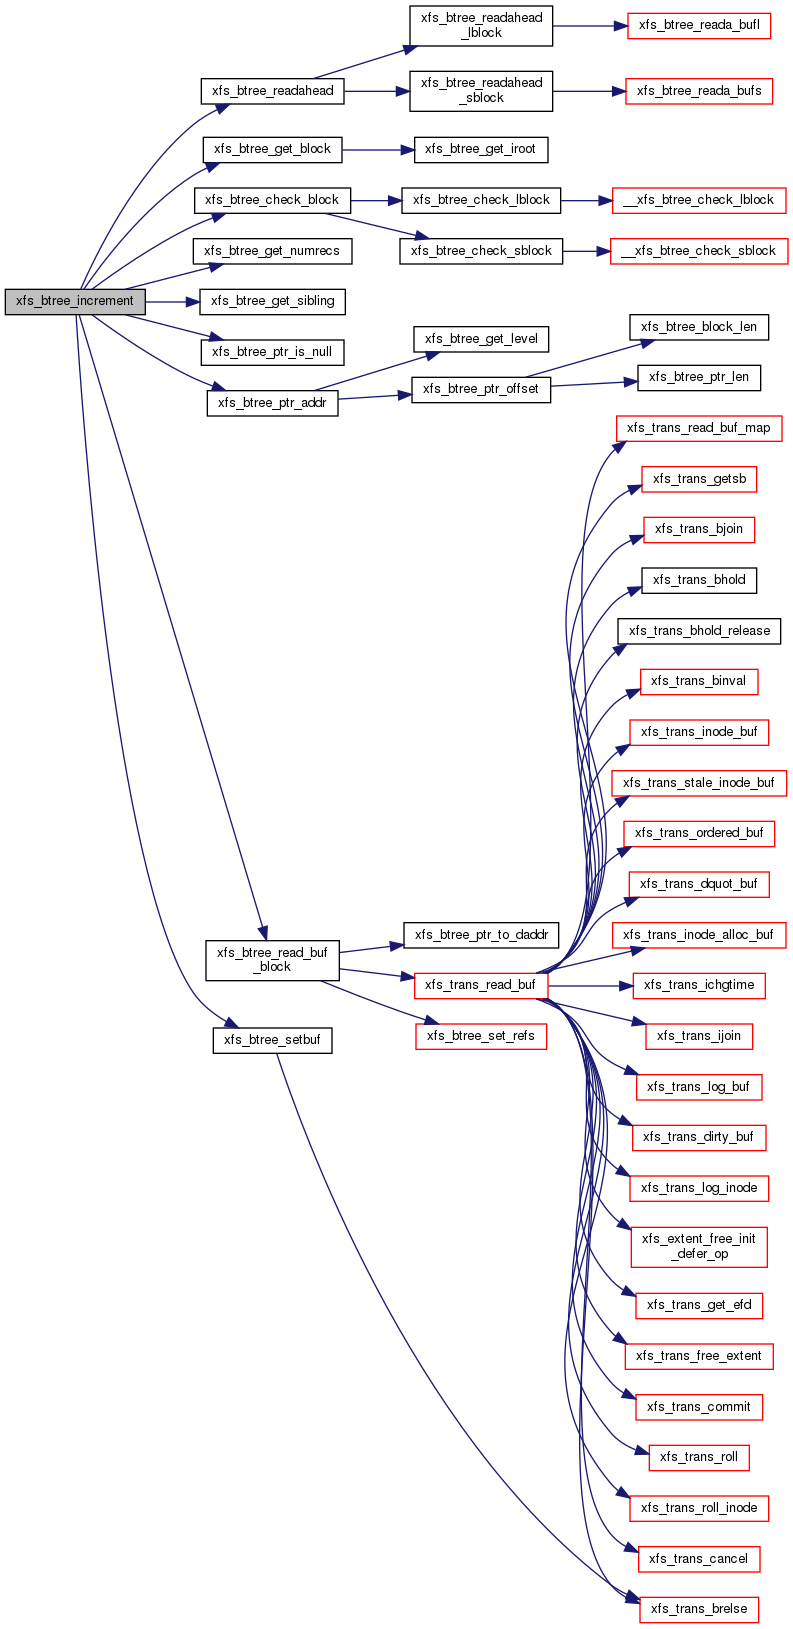 xfs_btree_readahead
_lblock
xfs_btree_reada_bufl
xfs_btree_readahead
xfs_btree_readahead
_sblock
xfs_btree_reada_bufs
xfs_btree_get_block
xfs_btree_get_iroot
xfs_btree_check_block
xfs_btree_check_lblock
__xfs_btree_check_lblock
xfs_btree_get_numrecs
xfs_btree_check_sblock
__xfs_btree_check_sblock
xfs_btree_increment
xfs_btree_get_sibling
xfs_btree_ptr_is_null
xfs_btree_get_level
xfs_btree_block_len
xfs_btree_ptr_addr
xfs_btree_ptr_offset
xfs_btree_ptr_len
xfs_trans_read_buf_map
xfs_trans_getsb
xfs_trans_bjoin
xfs_trans_bhold
xfs_trans_bhold_release
xfs_trans_binval
xfs_trans_inode_buf
xfs_trans_stale_inode_buf
xfs_trans_ordered_buf
xfs_trans_dquot_buf
xfs_btree_read_buf
_block
xfs_btree_ptr_to_daddr
xfs_trans_inode_alloc_buf
xfs_trans_read_buf
xfs_trans_ichgtime
xfs_btree_setbuf
xfs_btree_set_refs
xfs_trans_ijoin
xfs_trans_log_buf
xfs_trans_dirty_buf
xfs_trans_log_inode
xfs_extent_free_init
_defer_op
xfs_trans_get_efd
xfs_trans_free_extent
xfs_trans_commit
xfs_trans_roll
xfs_trans_roll_inode
xfs_trans_cancel
xfs_trans_brelse